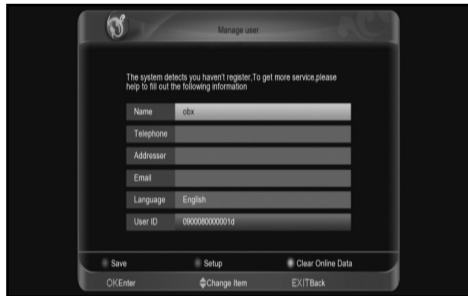 Manage user
The system detects you haven't register,To get more service,please
help to fill out the following information
Name obx
Telephone
Addresser
Email
Language English
User ID 0900080000001d
Save Setup Clear Online Data
OKEnter Change Item EXITBack